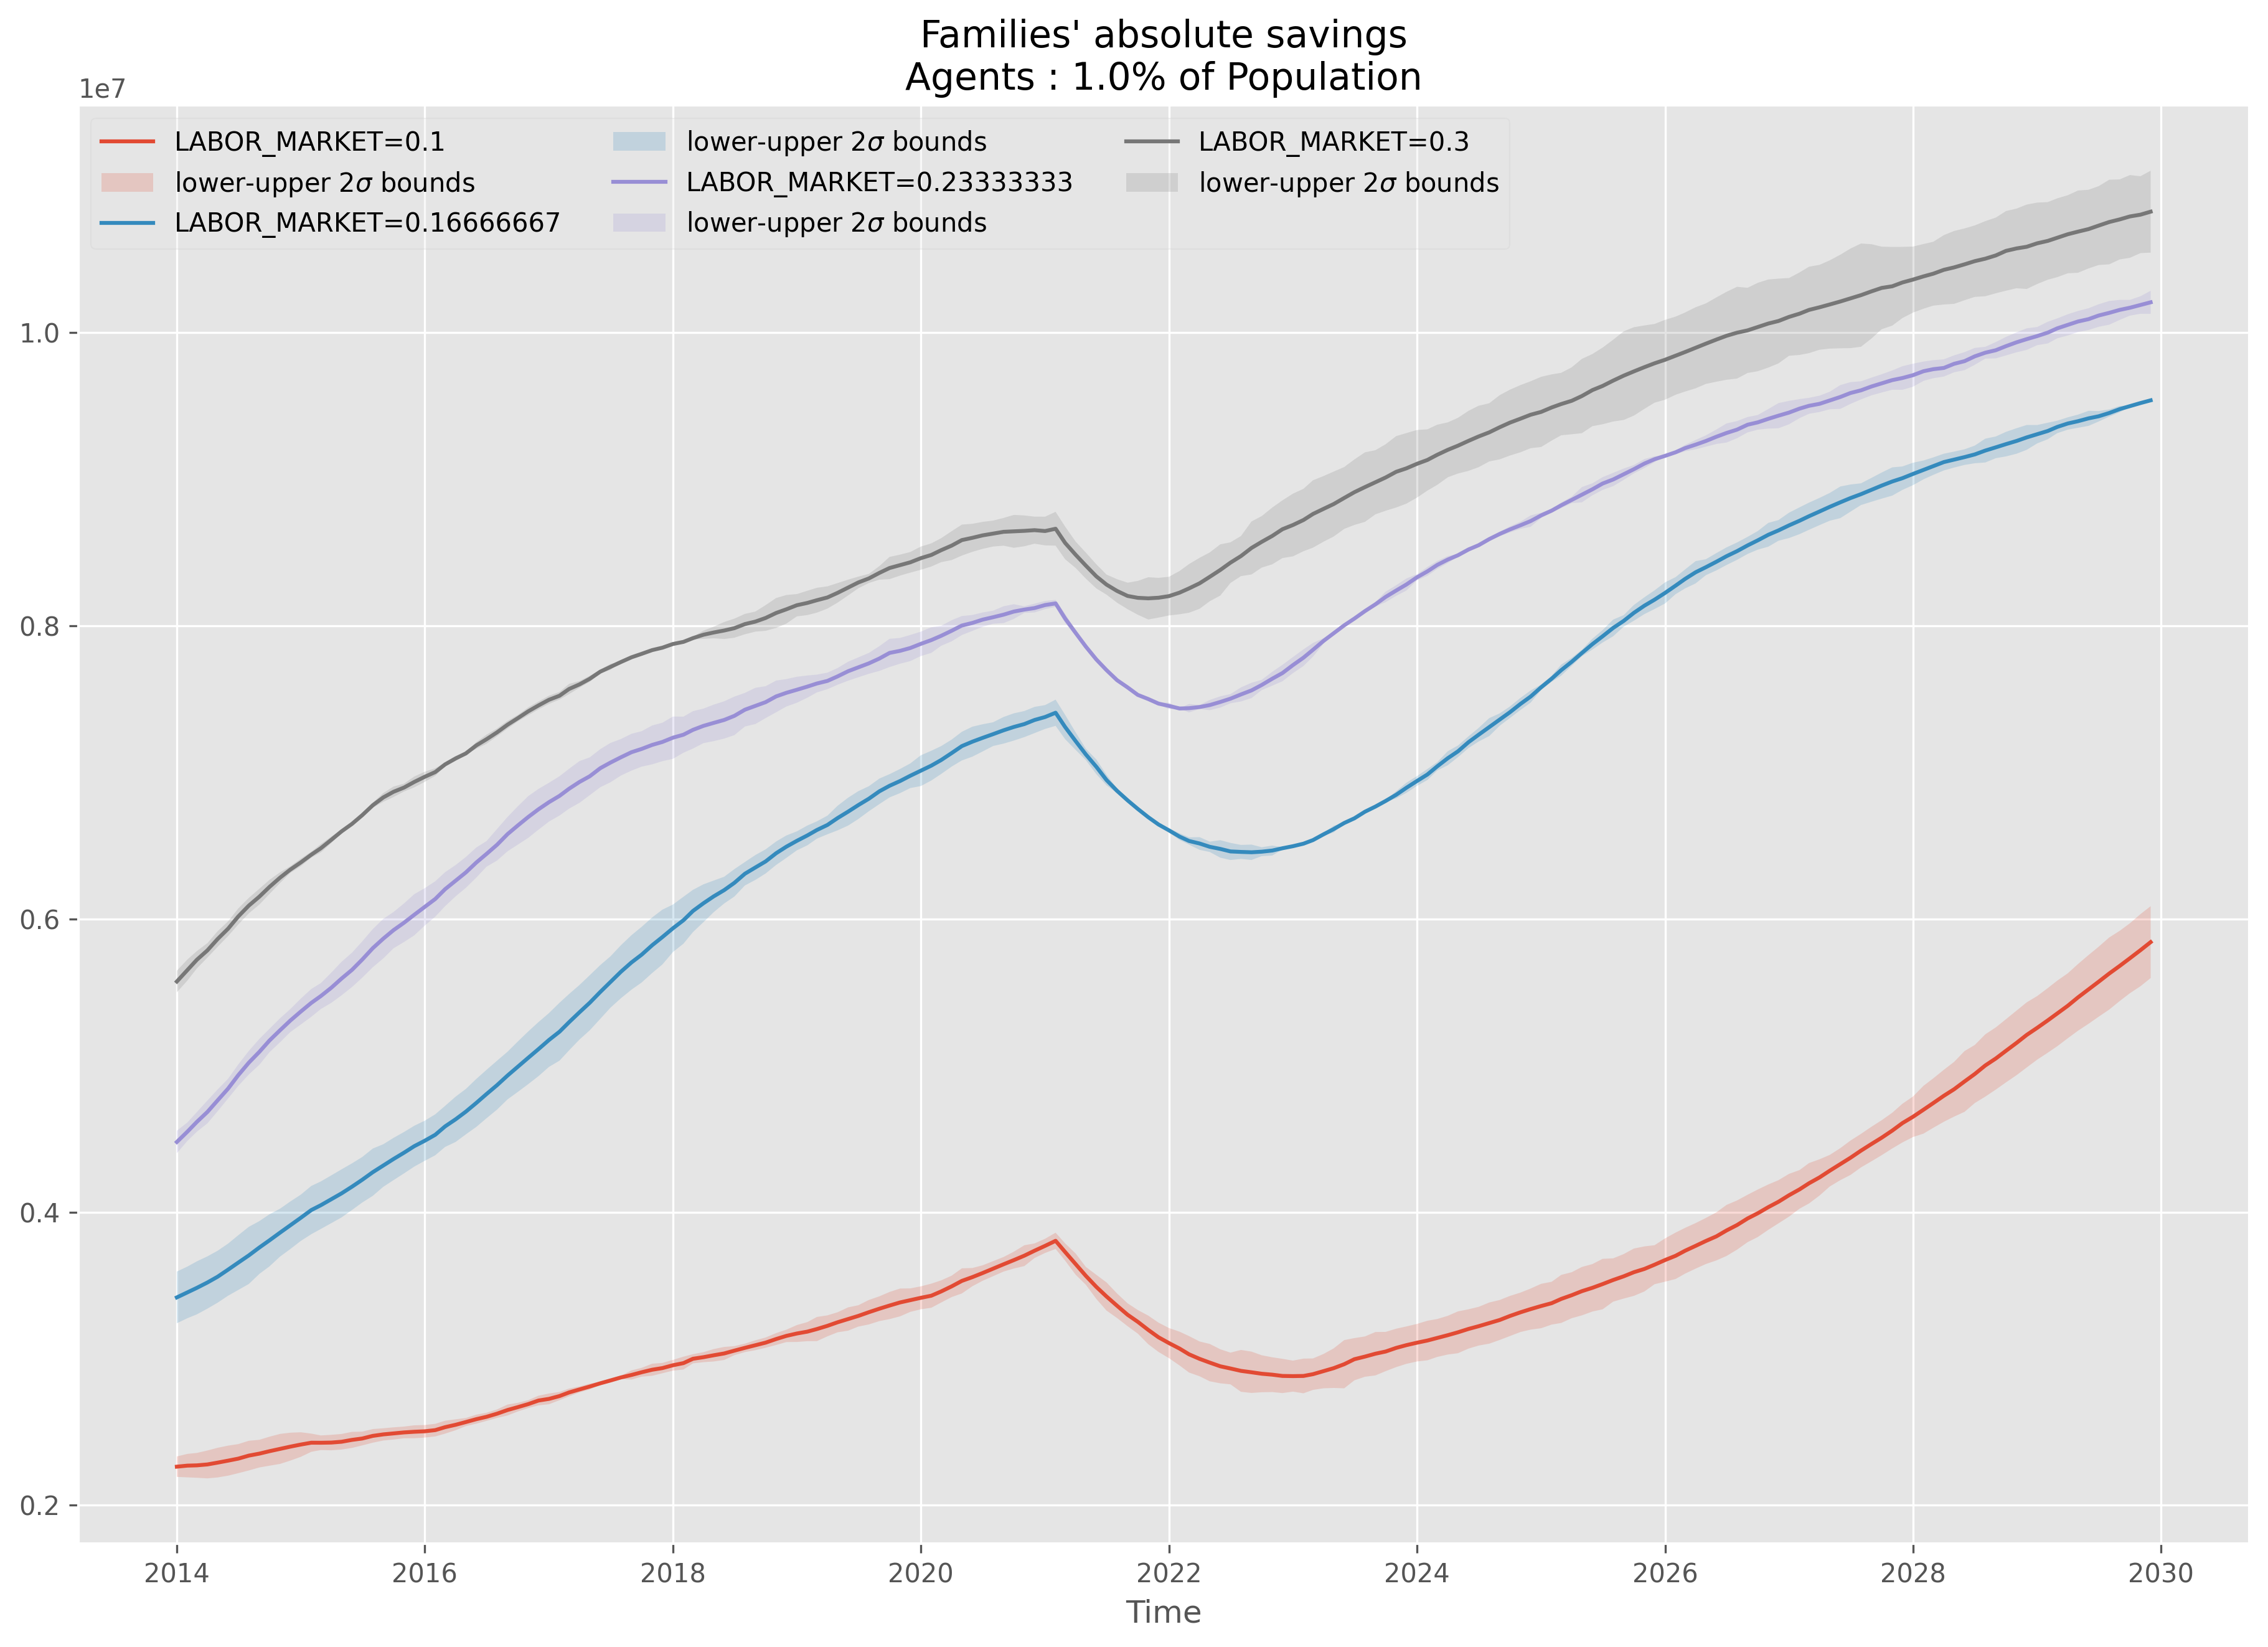 Families' absolute savings
Agents : 1.0% of Population
1e7
LABOR_MARKET=0.1
lower-upper 2σ bounds
LABOR_MARKET=0.16666667
lower-upper 2σ bounds
LABOR_MARKET=0.23333333
lower-upper 2σ bounds
LABOR_MARKET=0.3
lower-upper 2σ bounds
1.0
0.8
0.6
0.4
0.2
2014 2016 2018 2020 2022 2024 2026 2028 2030
Time